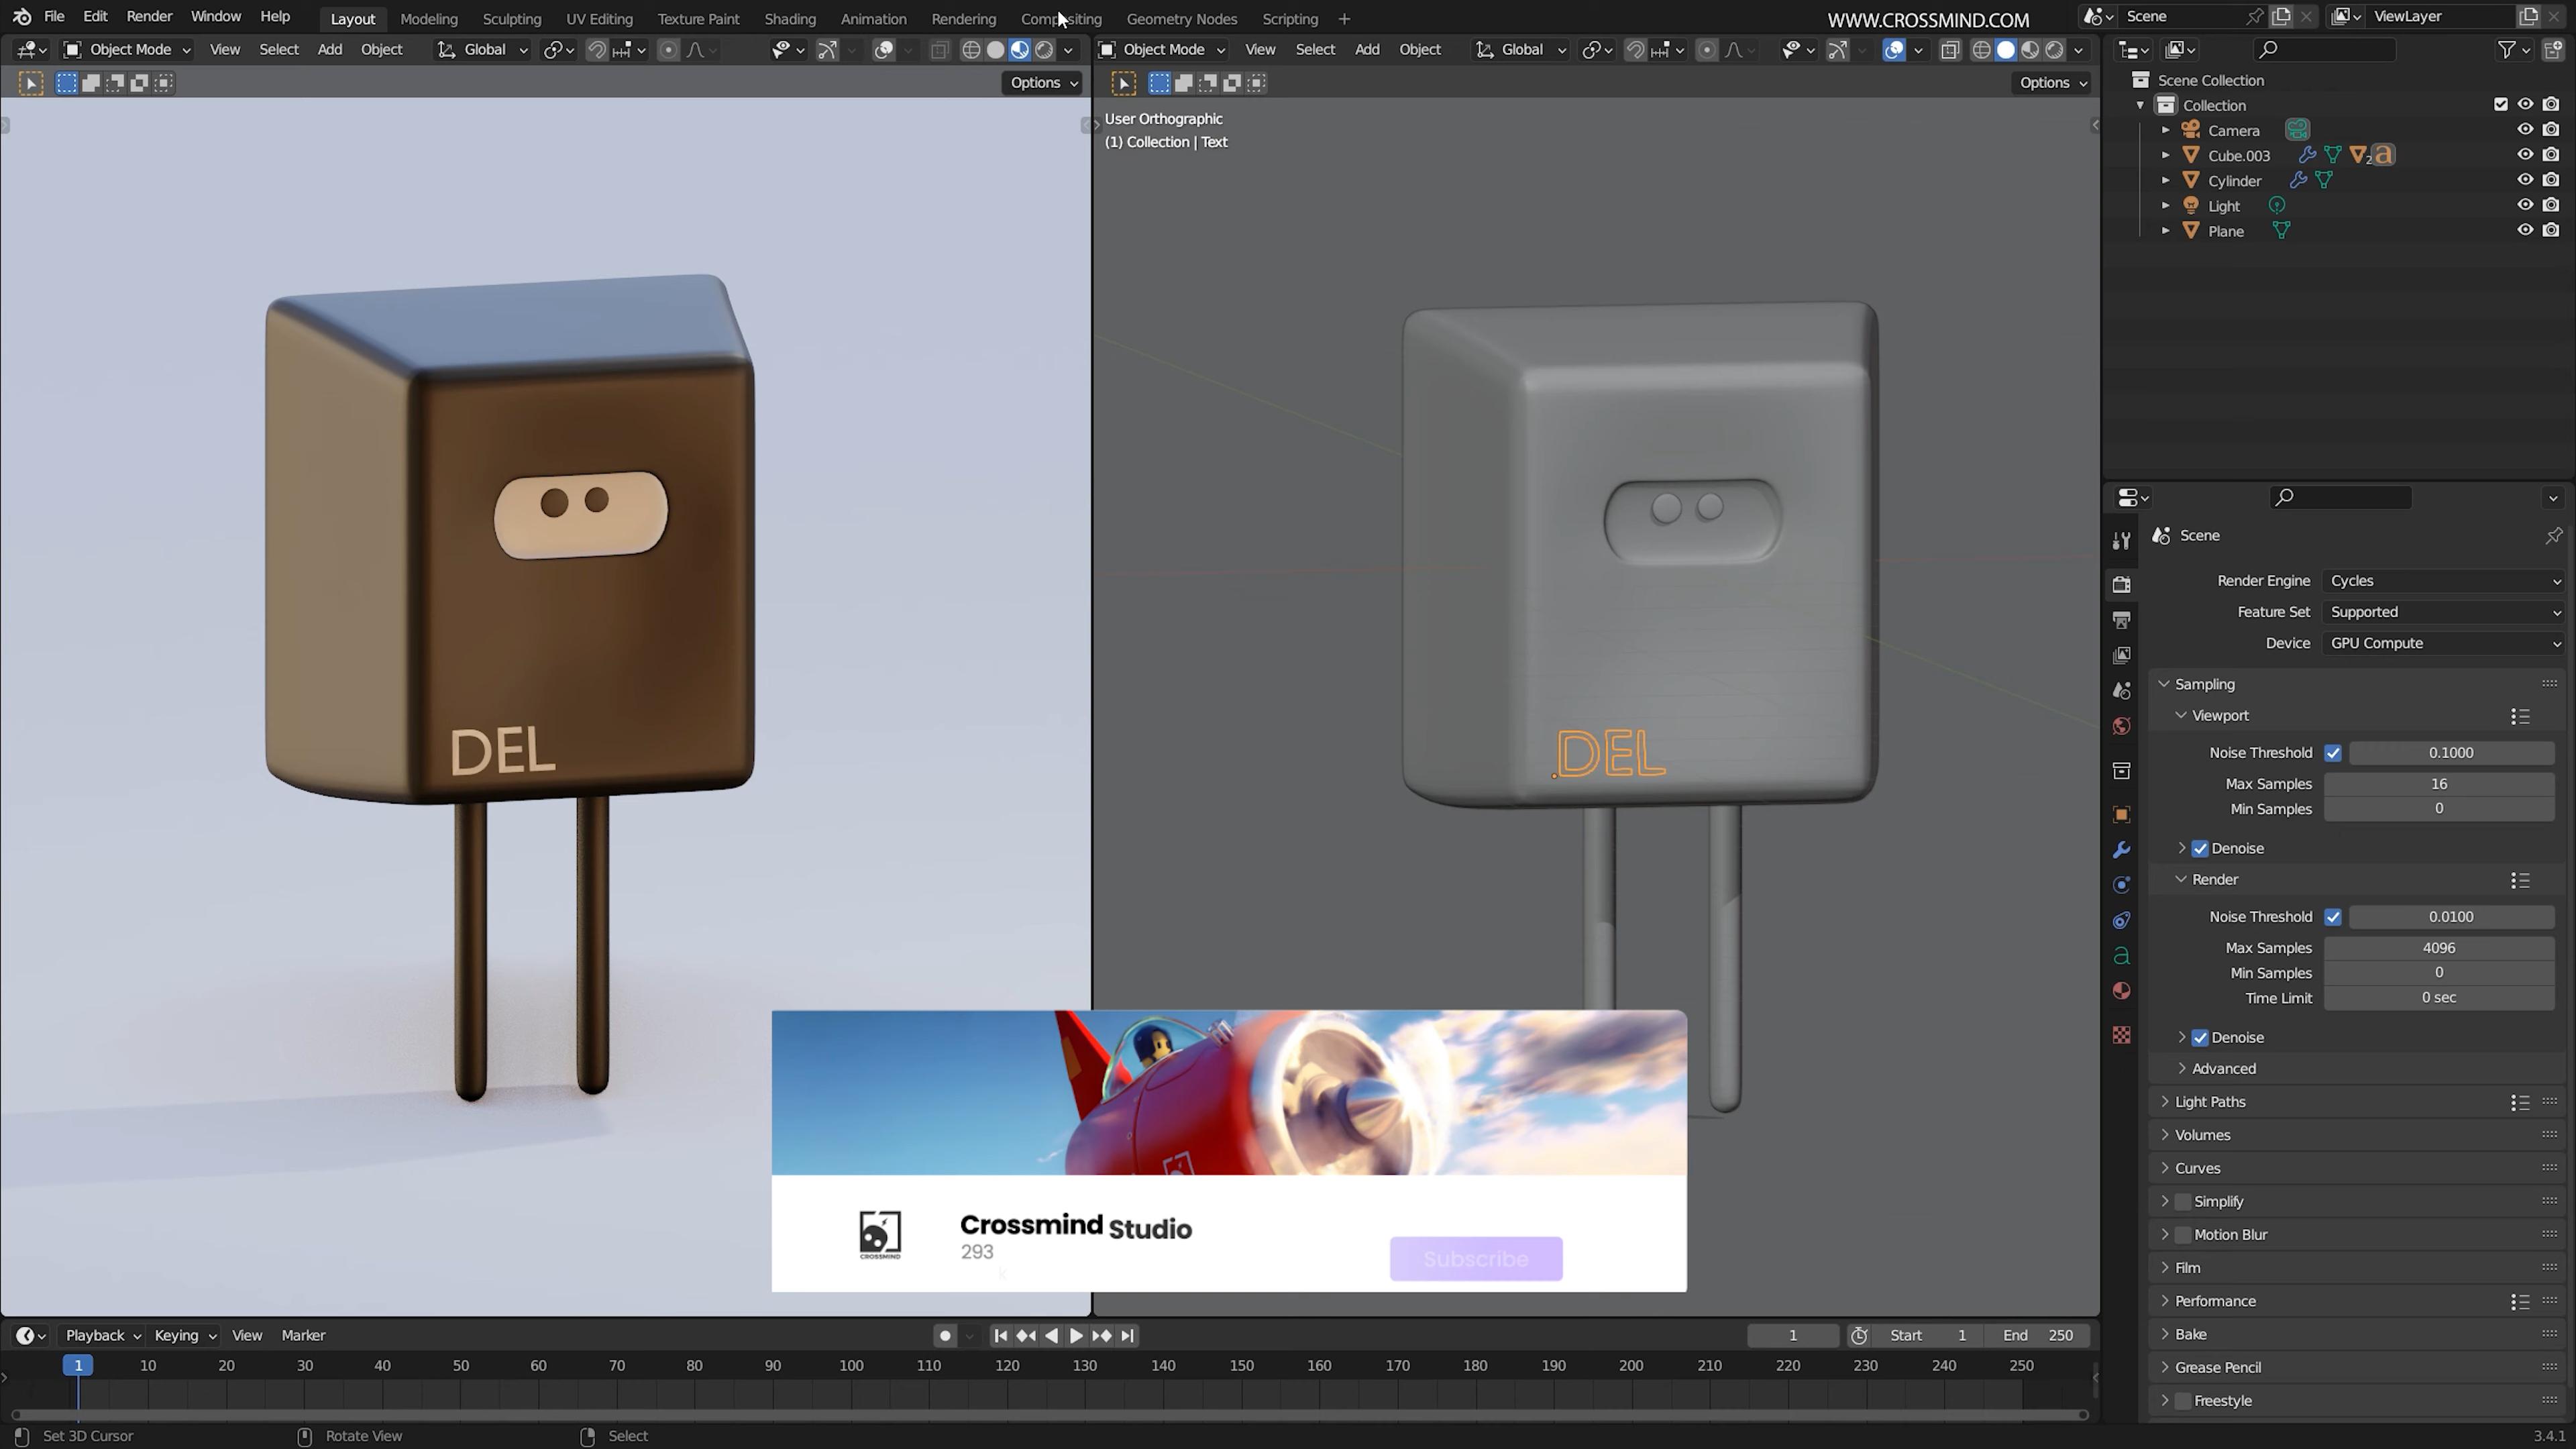 File Edit Render Window Help Layout Modeling Sculpting UV Editing Texture Paint Shading Animation Rendering Compositing Geometry Nodes Scripting + WWW.CROSSMIND.COM Scene ViewLayer
Object Mode View Select Add Object Global Object Mode View Select Add Object Global
Options Options
User Orthographic
(1) Collection | Text
Scene Collection
Collection
Camera
Cube.003 2 a
Cylinder
Light
Plane
DEL
DEL
Scene
Render Engine Cycles
Feature Set Supported
Device GPU Compute
Sampling
Viewport
Noise Threshold 0.1000
Max Samples 16
Min Samples 0
Denoise
Render
Noise Threshold 0.0100
Max Samples 4096
Min Samples 0
Time Limit 0 sec
Denoise
Advanced
Light Paths
Volumes
Curves
Simplify
Motion Blur
Film
Performance
Bake
Grease Pencil
Freestyle
CROSSMIND
Crossmind Studio
293
k
Subscribe
Playback Keying View Marker 1 Start 1 End 250
1 10 20 30 40 50 60 70 80 90 100 110 120 130 140 150 160 170 180 190 200 210 220 230 240 250
Set 3D Cursor Rotate View Select 3.4.1